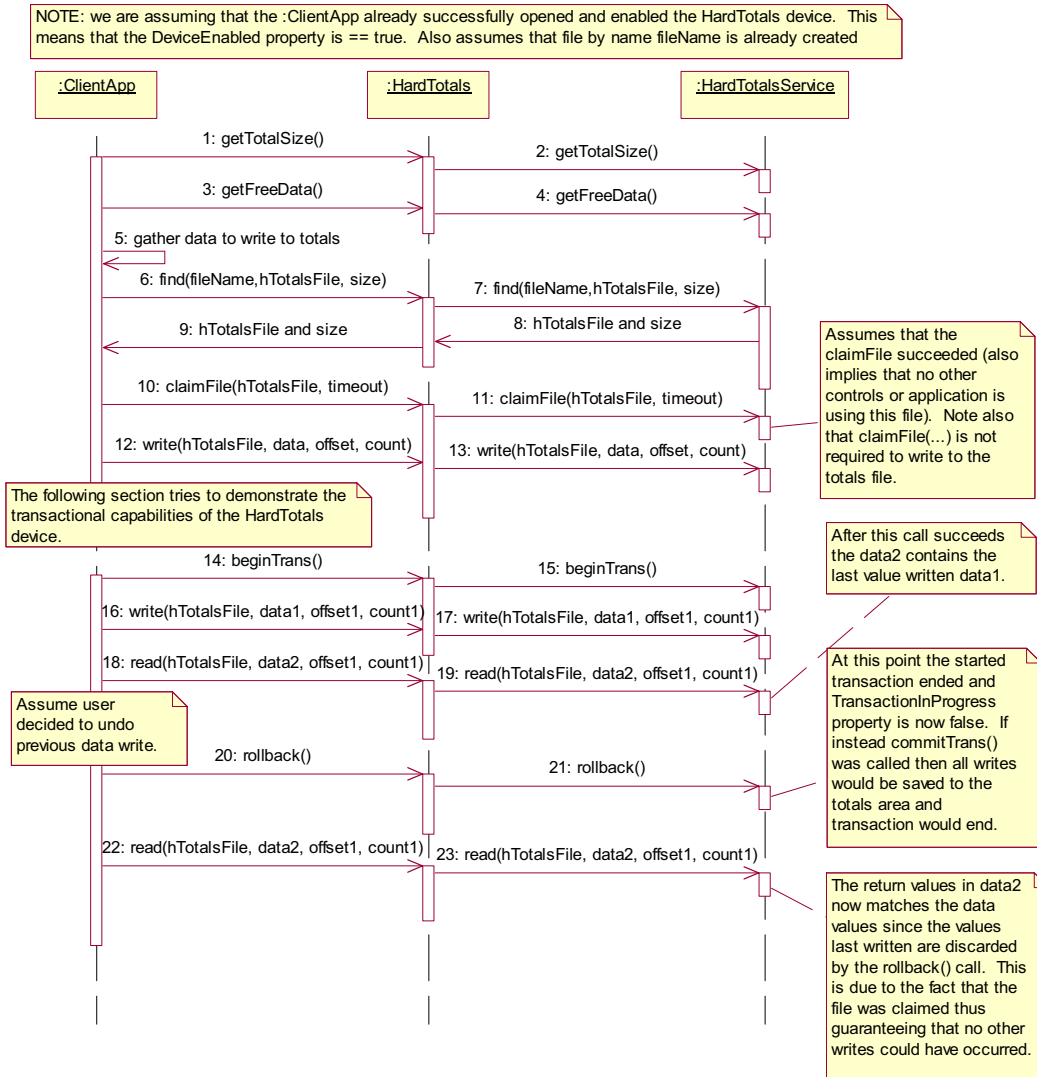 NOTE: we are assuming that the :ClientApp already successfully opened and enabled the HardTotals device.  This
means that the DeviceEnabled property is == true.  Also assumes that file by name fileName is already created
:ClientApp
:HardTotals
:HardTotalsService
1: getTotalSize()
2: getTotalSize()
3: getFreeData()
4: getFreeData()
5: gather data to write to totals
6: find(fileName,hTotalsFile, size)
7: find(fileName,hTotalsFile, size)
8: hTotalsFile and size
9: hTotalsFile and size
Assumes that the
claimFile succeeded (also
implies that no other
controls or application is
using this file).  Note also
that claimFile(...) is not
required to write to the
totals file.
10: claimFile(hTotalsFile, timeout)
11: claimFile(hTotalsFile, timeout)
12: write(hTotalsFile, data, offset, count)
13: write(hTotalsFile, data, offset, count)
The following section tries to demonstrate the
transactional capabilities of the HardTotals
device.
After this call succeeds
the data2 contains the
last value written data1.
14: beginTrans()
15: beginTrans()
16: write(hTotalsFile, data1, offset1, count1)
17: write(hTotalsFile, data1, offset1, count1)
18: read(hTotalsFile, data2, offset1, count1)
19: read(hTotalsFile, data2, offset1, count1)
At this point the started
transaction ended and
TransactionInProgress
property is now false.  If
instead commitTrans()
was called then all writes
would be saved to the
totals area and
transaction would end.
Assume user
decided to undo
previous data write.
20: rollback()
21: rollback()
22: read(hTotalsFile, data2, offset1, count1)
23: read(hTotalsFile, data2, offset1, count1)
The return values in data2
now matches the data
values since the values
last written are discarded
by the rollback() call.  This
is due to the fact that the
file was claimed thus
guaranteeing that no other
writes could have occurred.